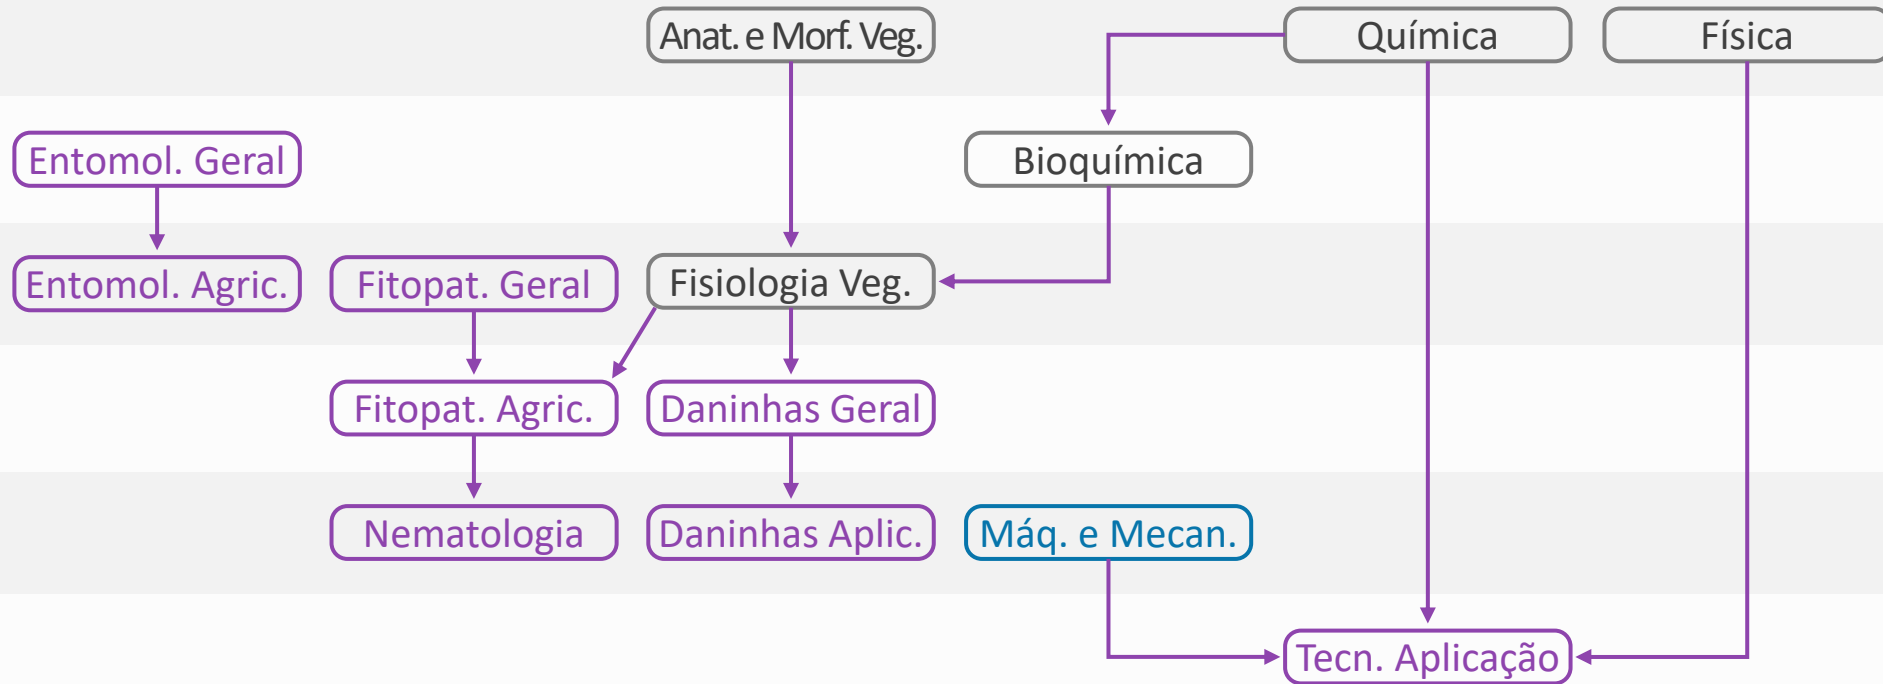 Anat. e Morf. Veg.
Química
Física
Entomol. Geral
Bioquímica
Entomol. Agric.
Fitopat. Geral
Fisiologia Veg.
Fitopat. Agric.
Daninhas Geral
Nematologia
Daninhas Aplic.
Máq. e Mecan.
Tecn. Aplicação